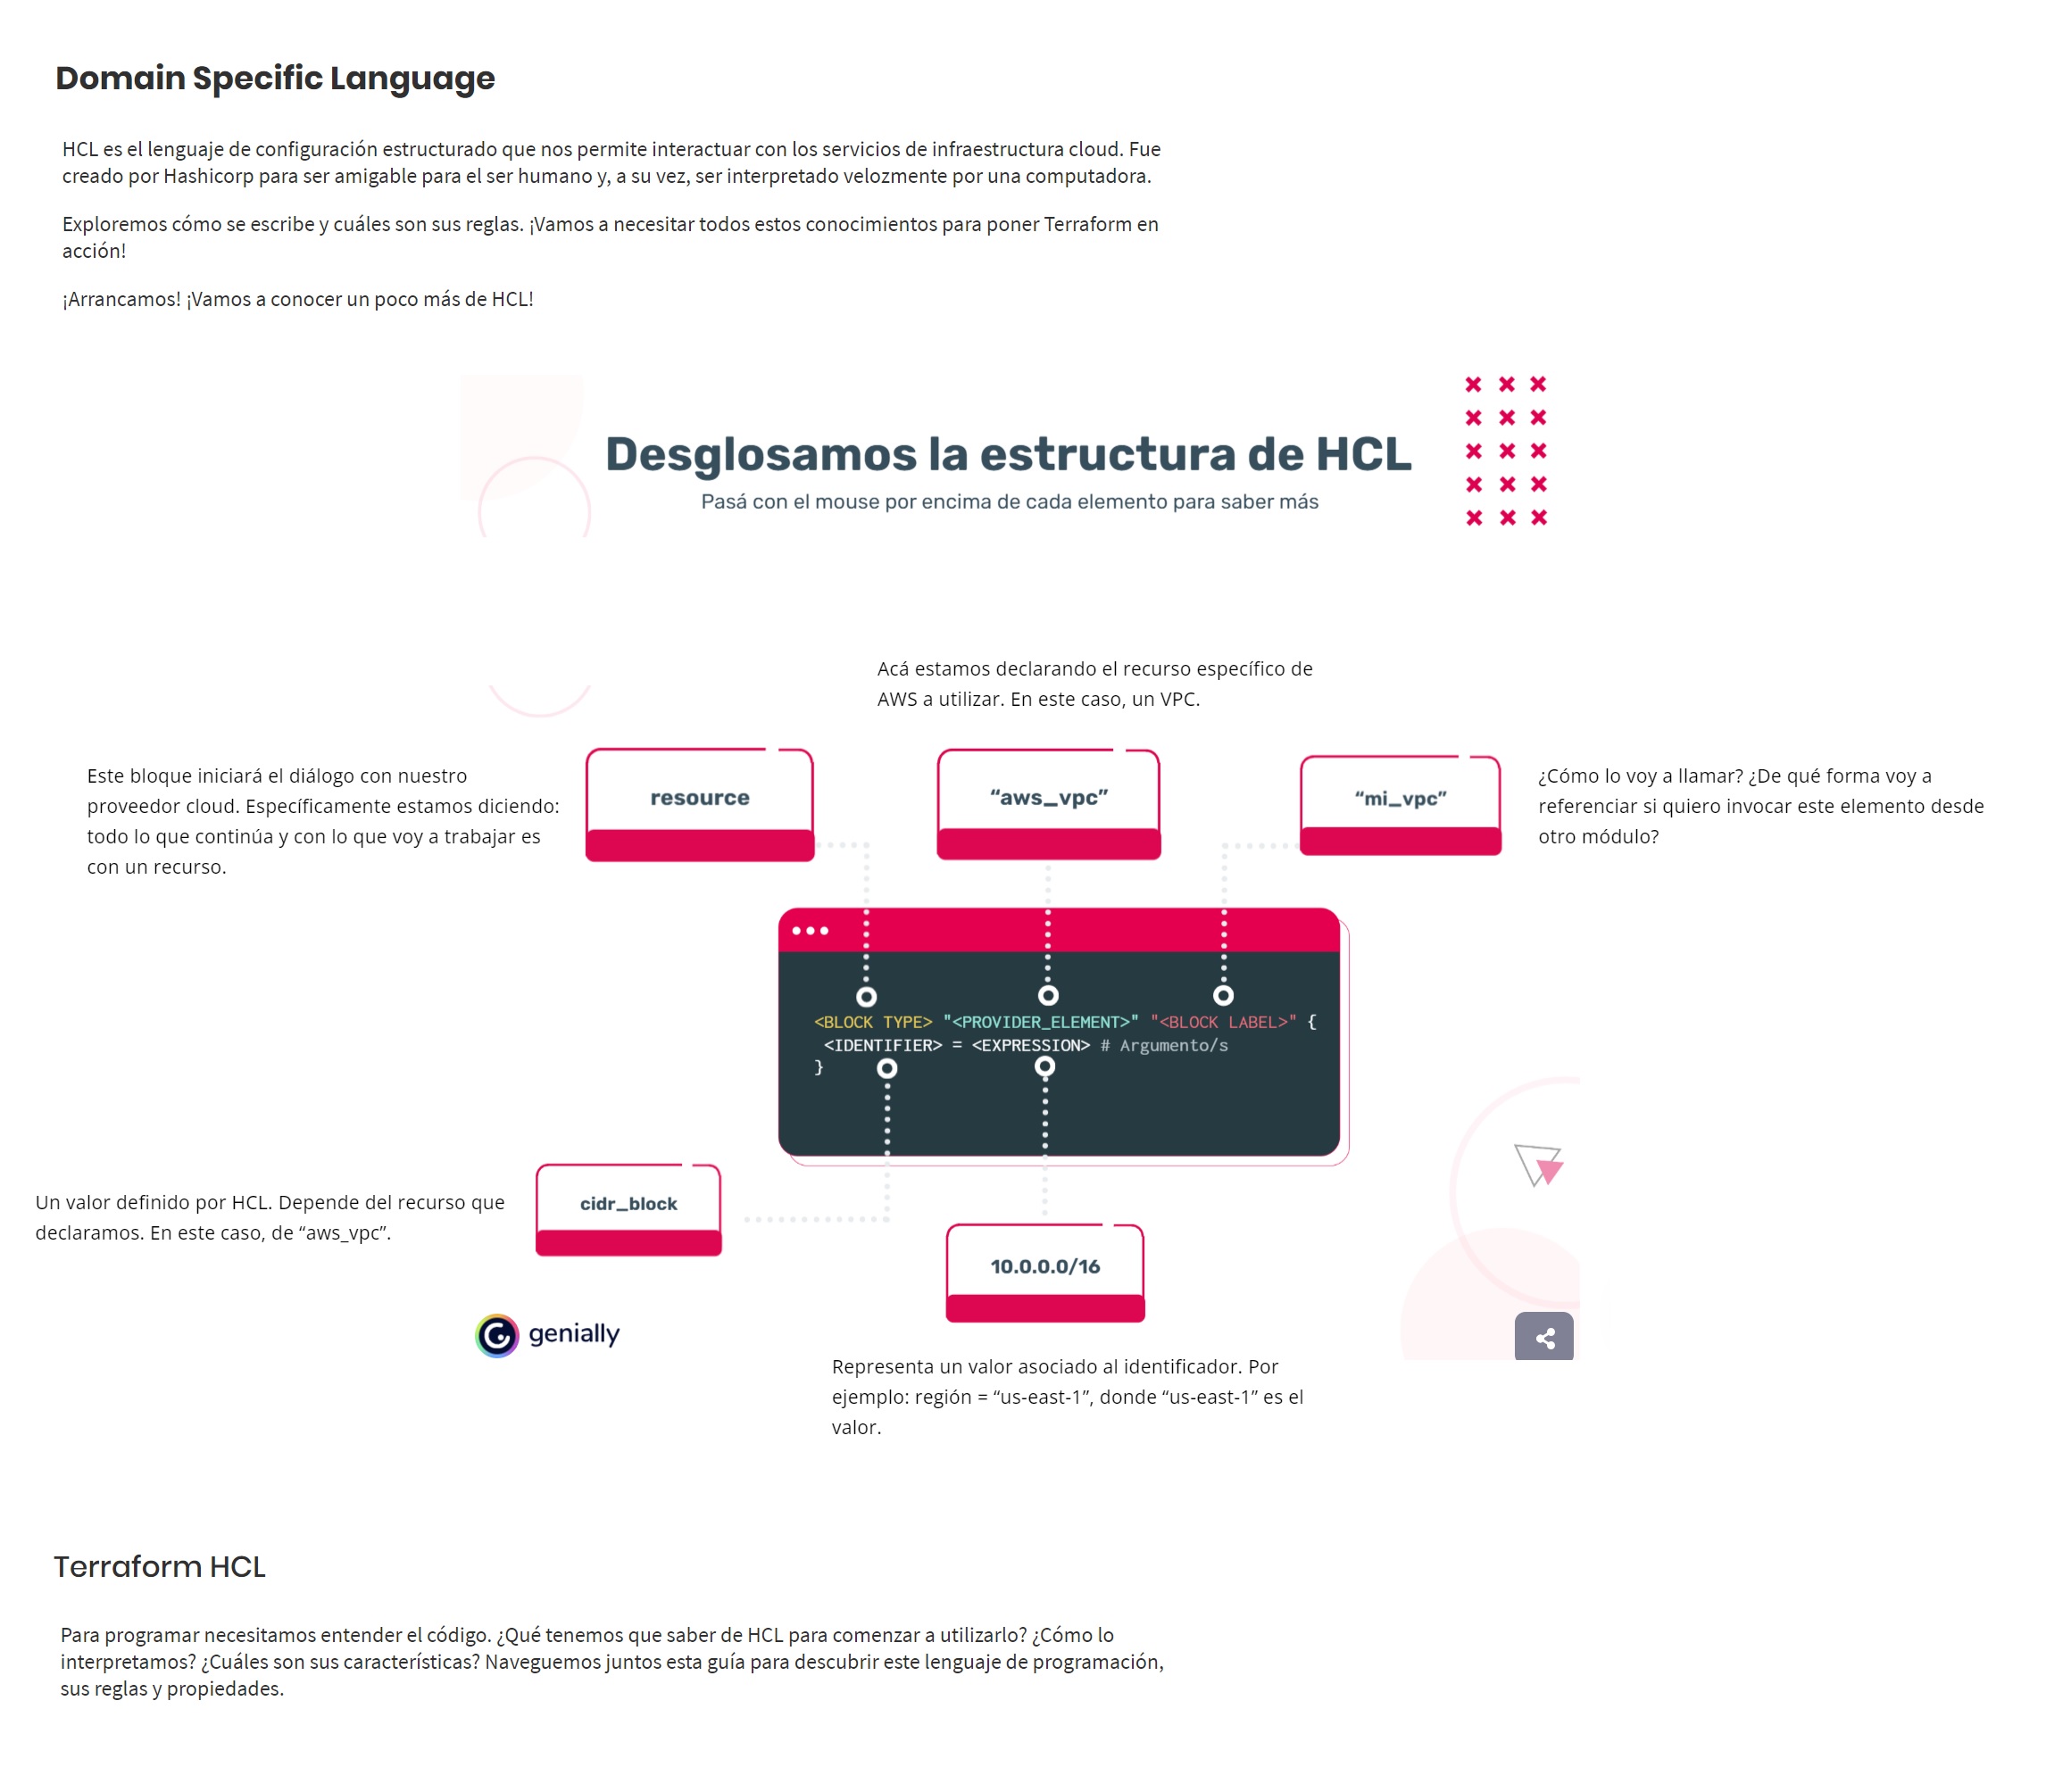 Domain Specific Language
HCL es el lenguaje de configuración estructurado que nos permite interactuar con los servicios de infraestructura cloud. Fue
creado por Hashicorp para ser amigable para el ser humano y, a su vez, ser interpretado velozmente por una computadora.
Exploremos cómo se escribe y cuáles son sus reglas. ¡Vamos a necesitar todos estos conocimientos para poner Terraform en
acción!
¡Arrancamos! ¡Vamos a conocer un poco más de HCL!
Desglosamos la estructura de HCL
Pasá con el mouse por encima de cada elemento para saber más
Acá estamos declarando el recurso específico de
AWS a utilizar. En este caso, un VPC.
Este bloque iniciará el diálogo con nuestro
proveedor cloud. Específicamente estamos diciendo:
todo lo que continúa y con lo que voy a trabajar es
con un recurso.
resource
“aws_vpc”
“mi_vpc”
¿Cómo lo voy a llamar? ¿De qué forma voy a
referenciar si quiero invocar este elemento desde
otro módulo?
<BLOCK TYPE> "<PROVIDER_ELEMENT>" "<BLOCK LABEL>" {
<IDENTIFIER> = <EXPRESSION> # Argumento/s
}
Un valor definido por HCL. Depende del recurso que
declaramos. En este caso, de “aws_vpc”.
cidr_block
10.0.0.0/16
genially
Representa un valor asociado al identificador. Por
ejemplo: región = “us-east-1”, donde “us-east-1” es el
valor.
Terraform HCL
Para programar necesitamos entender el código. ¿Qué tenemos que saber de HCL para comenzar a utilizarlo? ¿Cómo lo
interpretamos? ¿Cuáles son sus características? Naveguemos juntos esta guía para descubrir este lenguaje de programación,
sus reglas y propiedades.